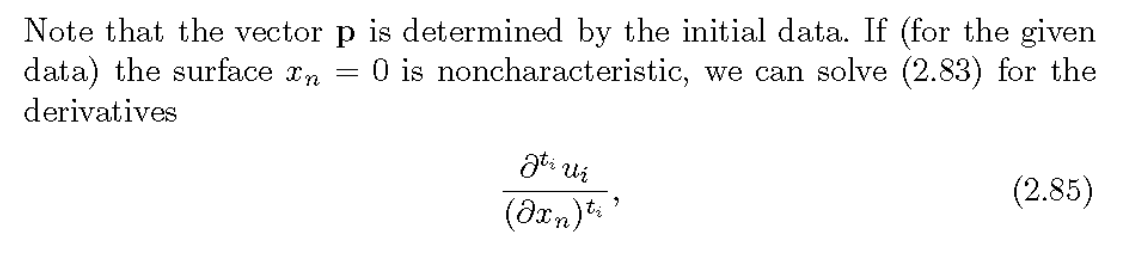 Note that the vector p is determined by the initial data. If (for the given
data) the surface xₙ = 0 is noncharacteristic, we can solve (2.83) for the
derivatives
∂^{t_i} u_i
/ (∂x_n)^{t_i} , (2.85)